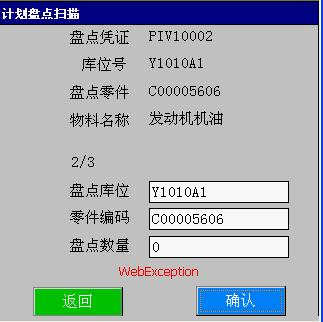 计划盘点扫描
盘点凭证 PIV10002
库位号 Y1010A1
盘点零件 C00005606
物料名称 发动机机油
2/3
盘点库位 Y1010A1
零件编码 C00005606
盘点数量 0
WebException
返回 确认